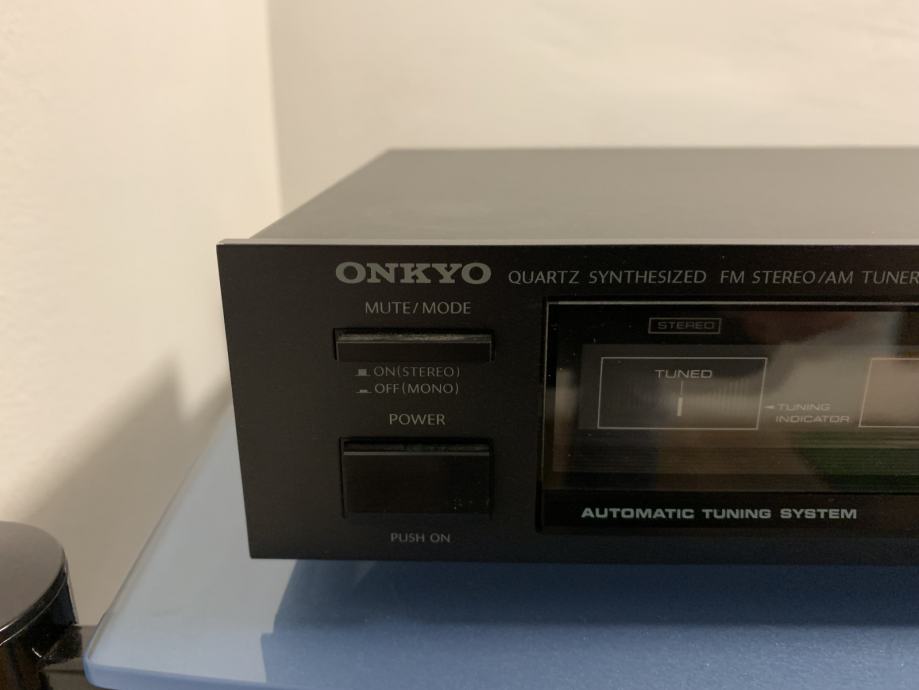 ONKYO QUARTZ SYNTHESIZED FM STEREO/AM TUNER
MUTE/MODE
ON(STEREO)
OFF(MONO)
POWER
PUSH ON
STEREO
TUNED
TUNING
INDICATOR
AUTOMATIC TUNING SYSTEM